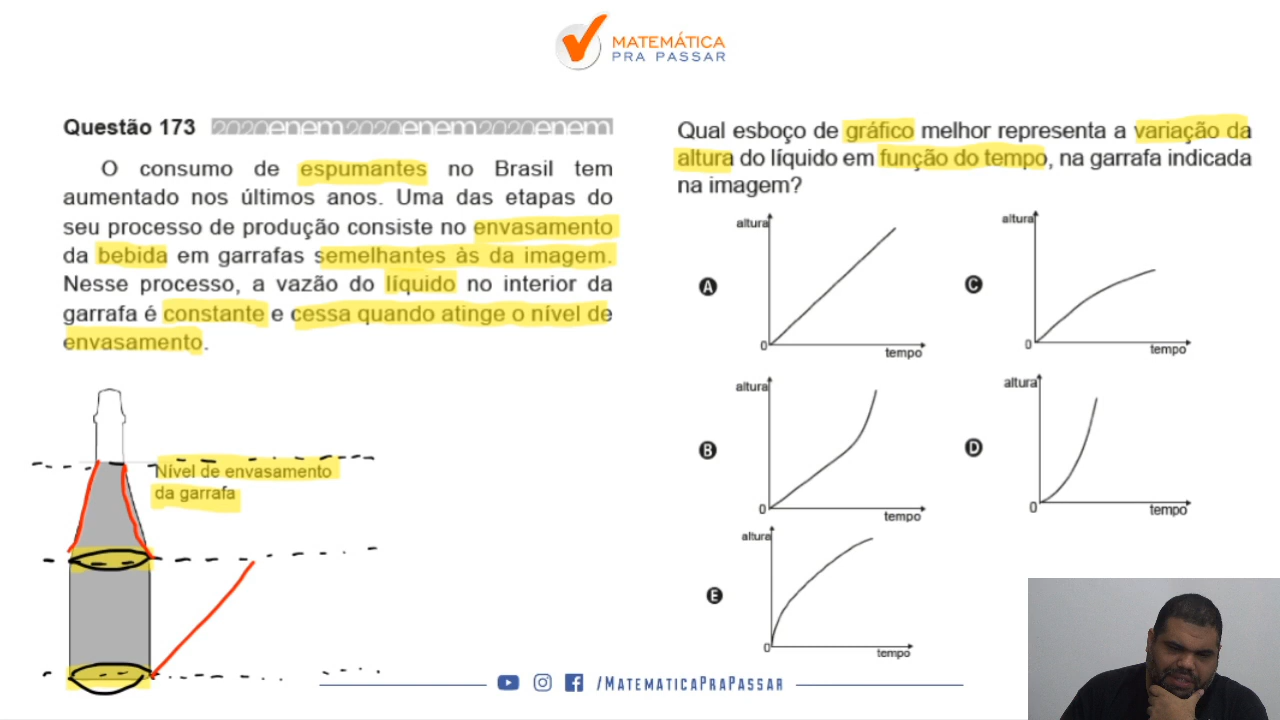 MATEMÁTICA
PRA PASSAR
Questão 173 2020enem2020enem2020enem
O consumo de espumantes no Brasil tem
aumentado nos últimos anos. Uma das etapas do
seu processo de produção consiste no envasamento
da bebida em garrafas semelhantes às da imagem.
Nesse processo, a vazão do líquido no interior da
garrafa é constante e cessa quando atinge o nível de
envasamento.
Nível de envasamento
da garrafa
Qual esboço de gráfico melhor representa a variação da
altura do líquido em função do tempo, na garrafa indicada
na imagem?
altura
A
0
tempo
altura
B
0
tempo
altura
C
0
tempo
altura
D
0
tempo
altura
E
0
tempo
/MATEMATICAPRAPASSAR